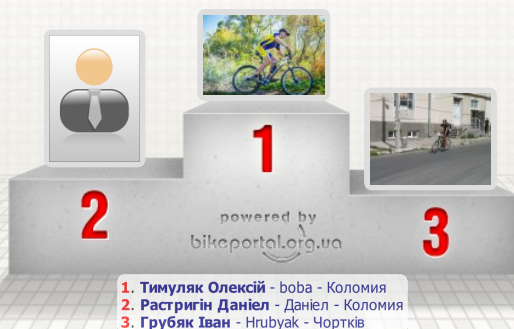 1
2
3
powered by
bikeportal.org.ua
1. Тимуляк Олексій - boba - Коломия
2. Растригін Даніел - Даніел - Коломия
3. Грубяк Іван - Hrubyak - Чортків